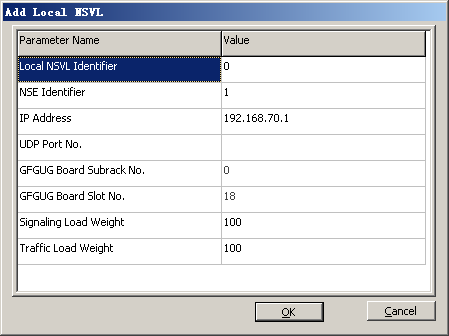 Add Local NSVL
Parameter Name Value
Local NSVL Identifier 0
NSE Identifier 1
IP Address 192.168.70.1
UDP Port No.
GFGUG Board Subrack No. 0
GFGUG Board Slot No. 18
Signaling Load Weight 100
Traffic Load Weight 100
OK Cancel